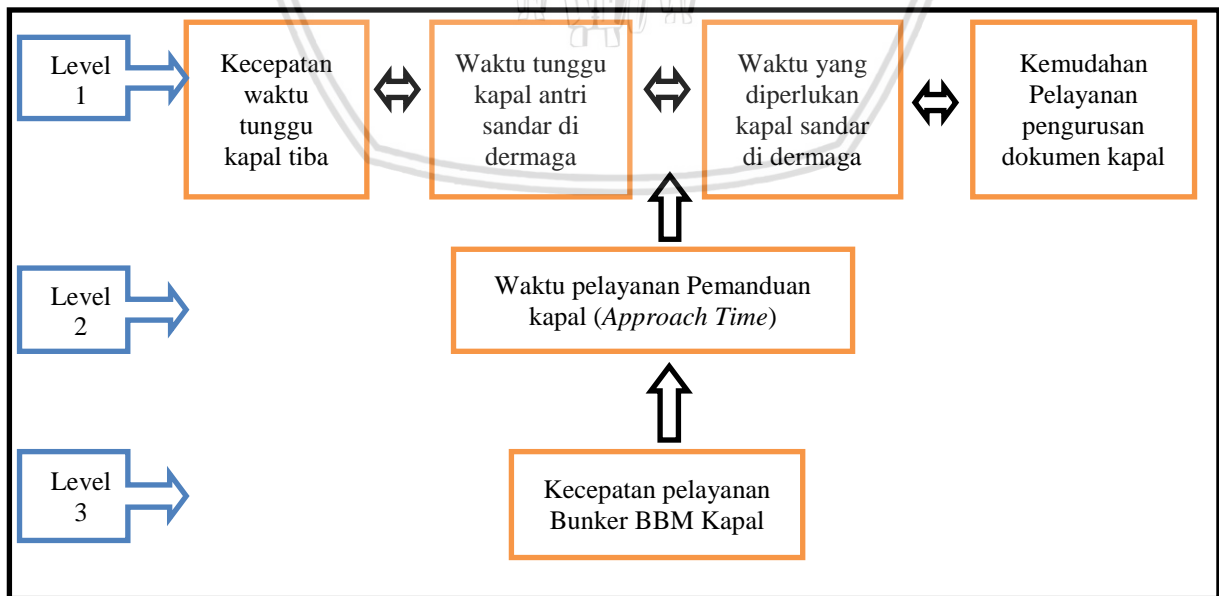 Level
1
Kecepatan
waktu
tunggu
kapal tiba
Waktu tunggu
kapal antri
sandar di
dermaga
Waktu yang
diperlukan
kapal sandar
di dermaga
Kemudahan
Pelayanan
pengurusan
dokumen kapal
Level
2
Waktu pelayanan Pemanduan
kapal (Approach Time)
Level
3
Kecepatan pelayanan
Bunker BBM Kapal